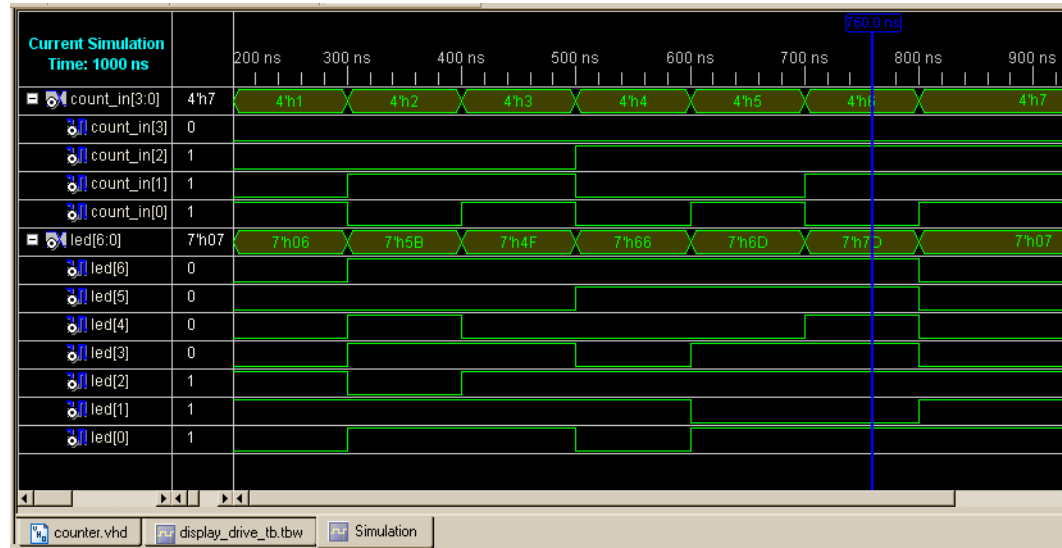 760.0 ns
Current Simulation
Time: 1000 ns
200 ns 300 ns 400 ns 500 ns 600 ns 700 ns 800 ns 900 ns
count_in[3:0] 4'h7 4'h1 4'h2 4'h3 4'h4 4'h5 4'h6 4'h7
count_in[3] 0
count_in[2] 1
count_in[1] 1
count_in[0] 1
led[6:0] 7'h07 7'h06 7'h5B 7'h4F 7'h66 7'h6D 7'h7D 7'h07
led[6] 0
led[5] 0
led[4] 0
led[3] 0
led[2] 1
led[1] 1
led[0] 1
counter.vhd display_drive_tb.tbw Simulation